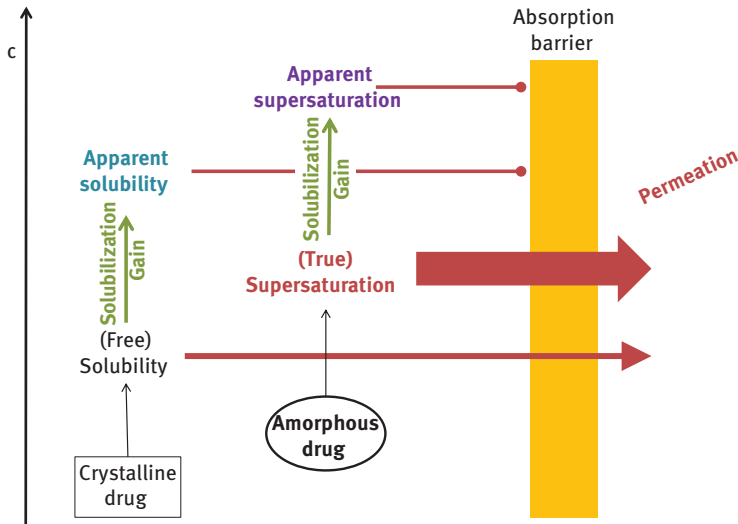 c
Absorption
barrier
Apparent
supersaturation
Apparent
solubility
Solubilization
Gain
Permeation
Solubilization
Gain
(True)
Supersaturation
(Free)
Solubility
Amorphous
drug
Crystalline
drug